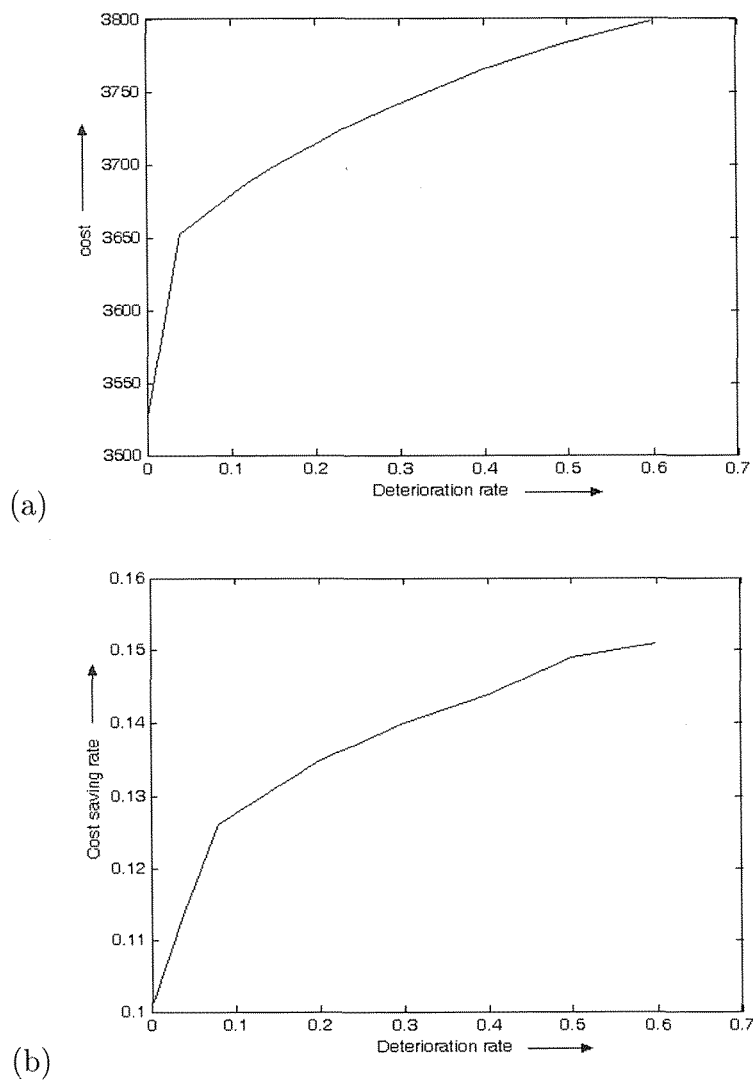 3800
3750
3700
3650
3600
3550
3500
cost
0 0.1 0.2 0.3 0.4 0.5 0.6 0.7
Deterioration rate
(a)
0.16
0.15
0.14
0.13
0.12
0.11
0.1
Cost saving rate
0 0.1 0.2 0.3 0.4 0.5 0.6 0.7
Deterioration rate
(b)